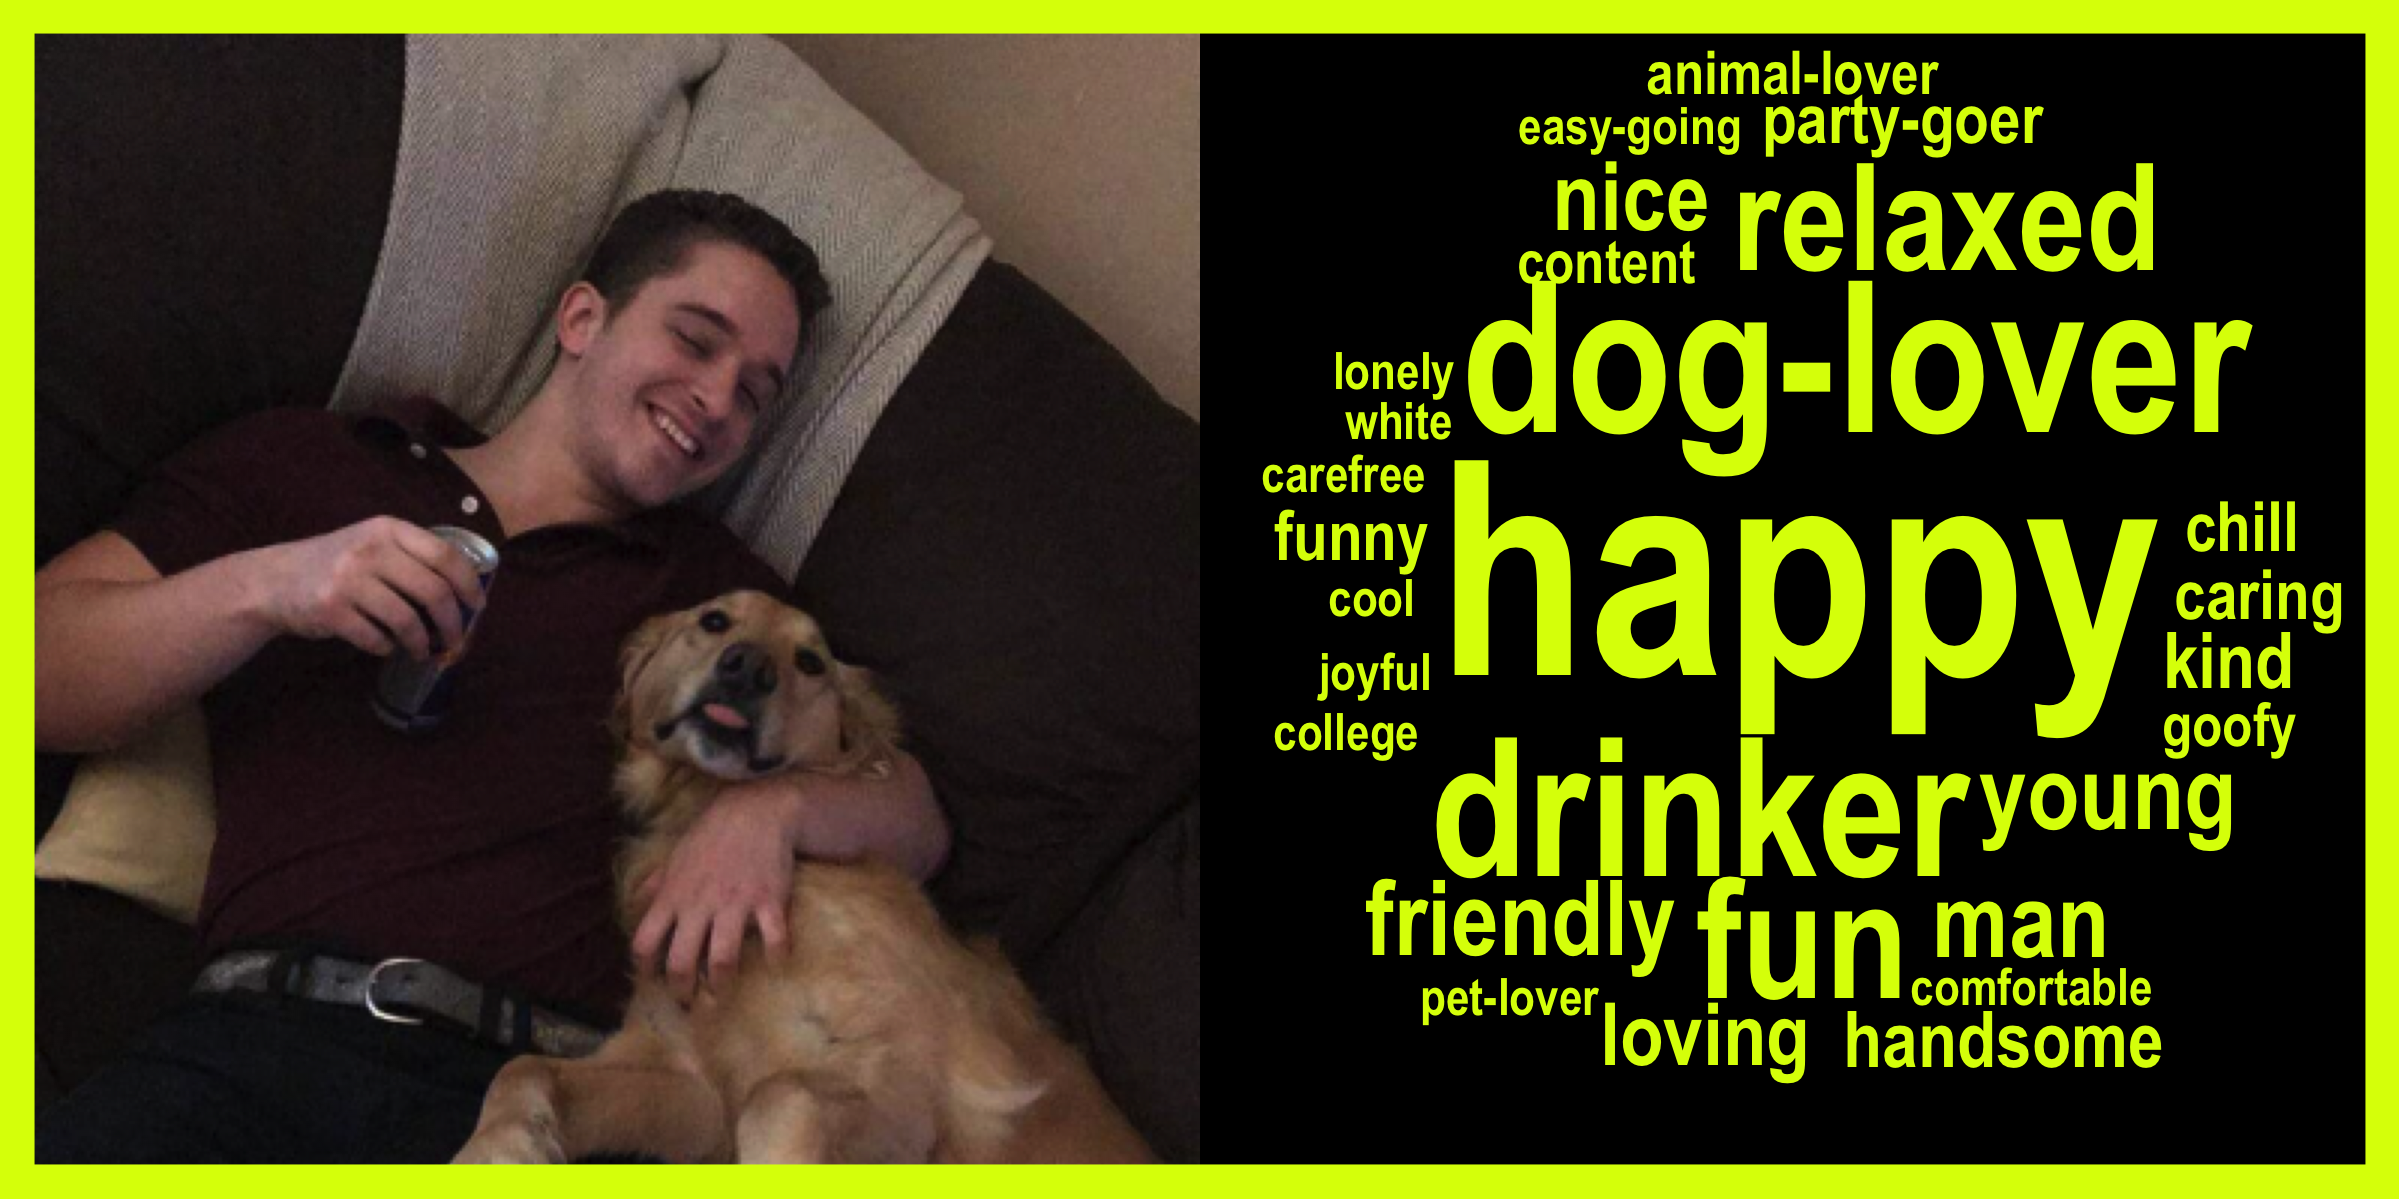 animal-lover
easy-going party-goer
nice relaxed
content
dog-lover
lonely
white
carefree
happy
funny
chill
cool
caring
joyful
kind
college
goofy
drinker young
friendly fun man
pet-lover comfortable
loving handsome